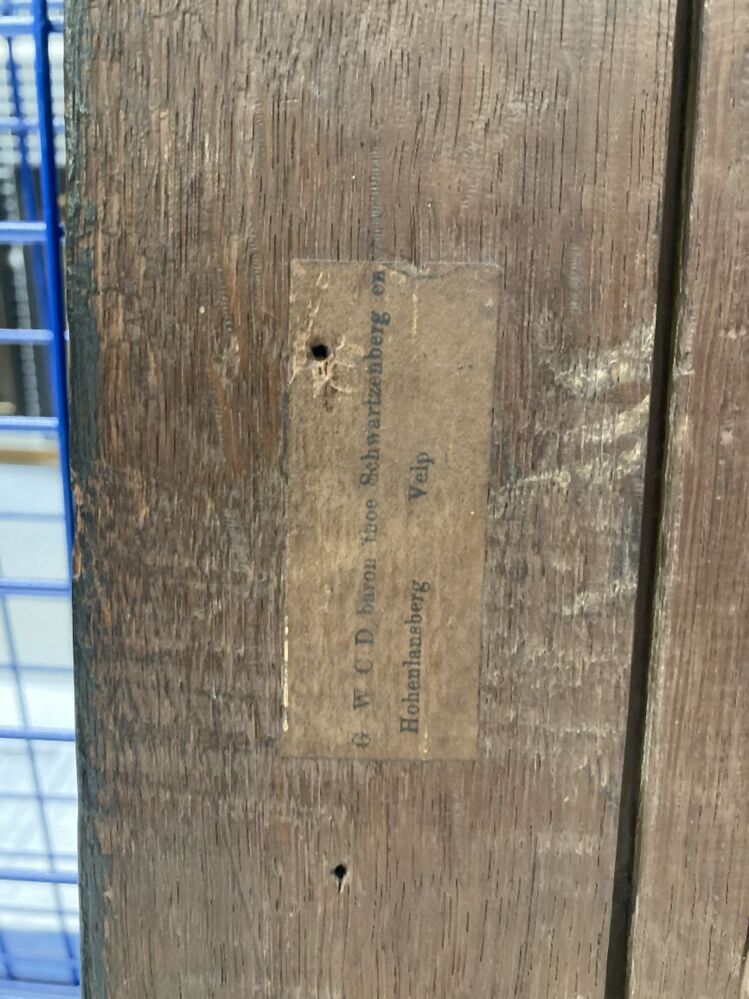 G W C D baron thoe Schwartzenberg en
Hohenlansberg Velp